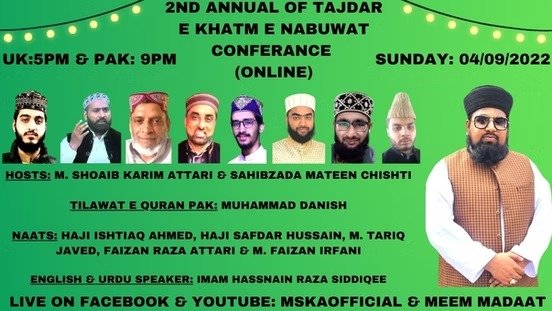 2ND ANNUAL OF TAJDAR
E KHATM E NABUWAT
CONFERANCE
(ONLINE)
UK:5PM & PAK: 9PM
SUNDAY: 04/09/2022
HOSTS: M. SHOAIB KARIM ATTARI & SAHIBZADA MATEEN CHISHTI
TILAWAT E QURAN PAK: MUHAMMAD DANISH
NAATS: HAJI ISHTIAQ AHMED, HAJI SAFDAR HUSSAIN, M. TARIQ
JAVED, FAIZAN RAZA ATTARI & M. FAIZAN IRFANI
ENGLISH & URDU SPEAKER: IMAM HASSNAIN RAZA SIDDIQEE
LIVE ON FACEBOOK & YOUTUBE: MSKAOFFICIAL & MEEM MADAAT